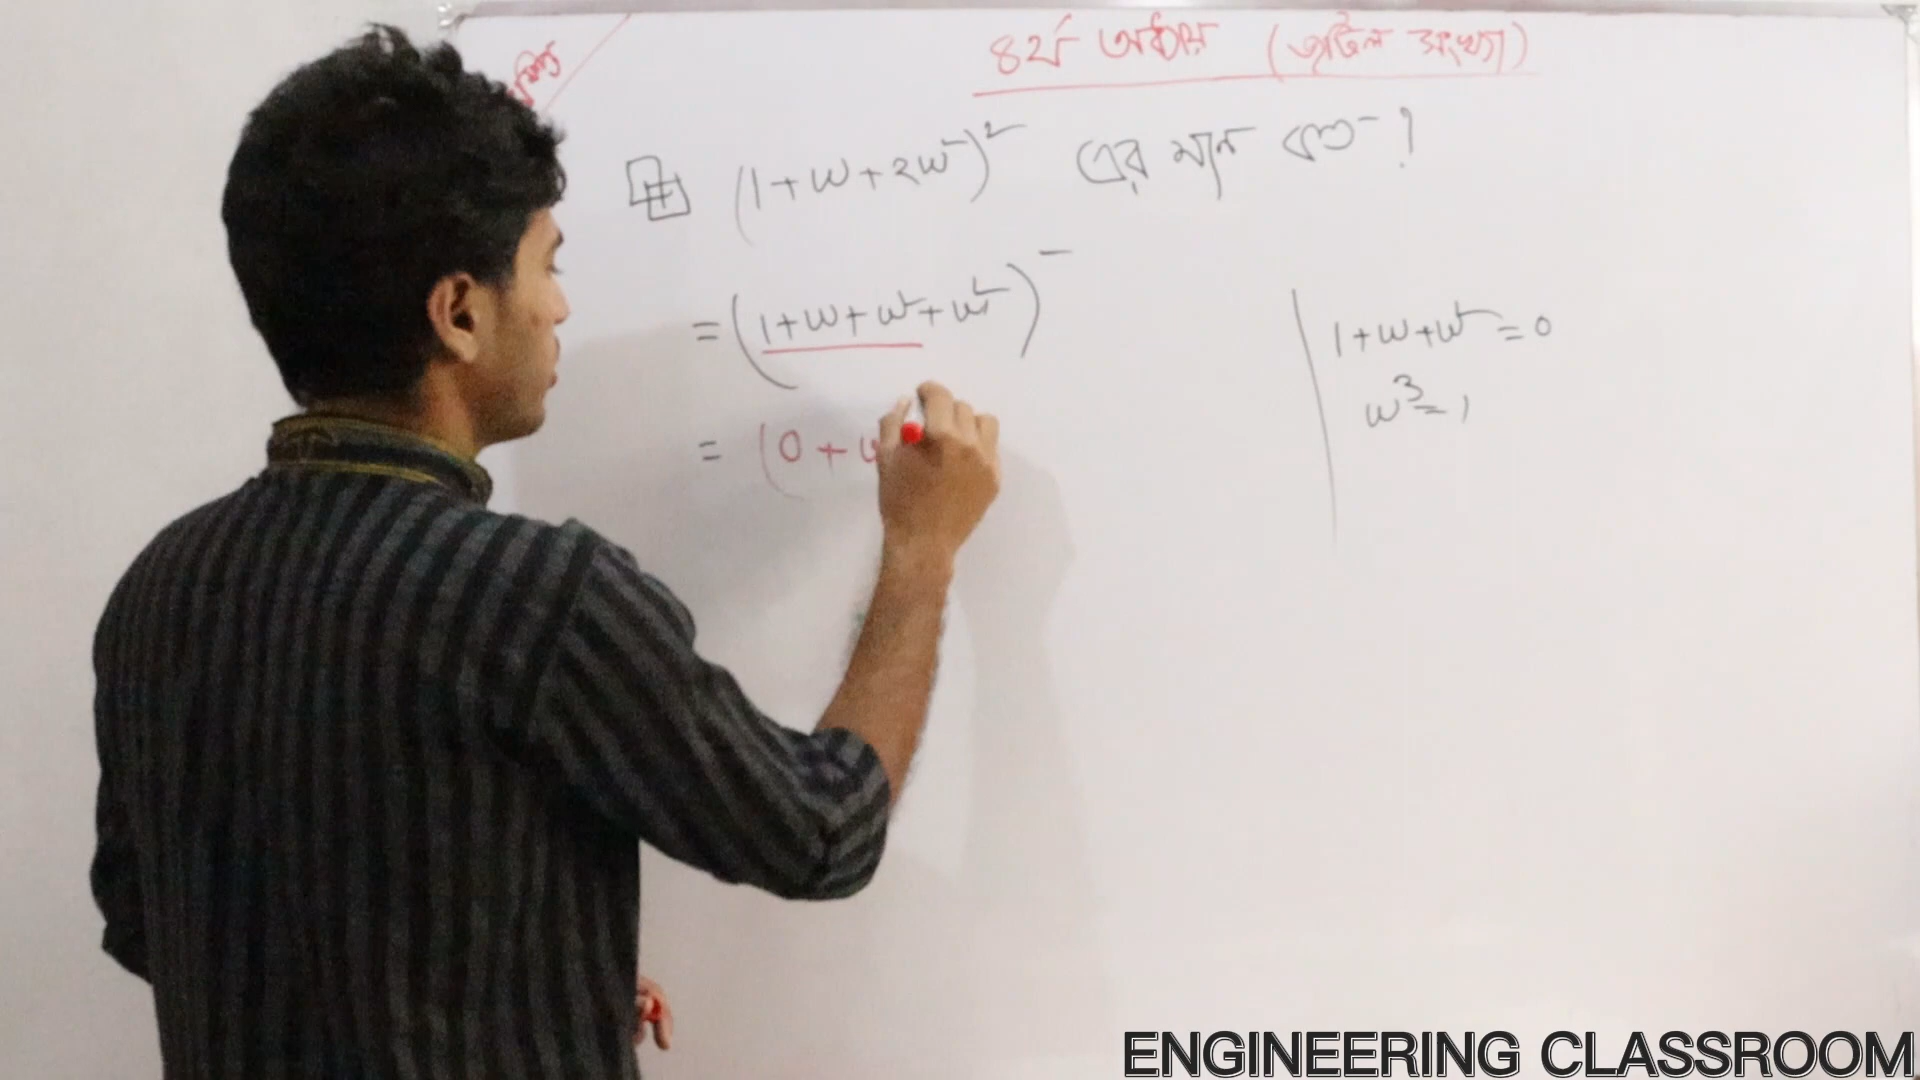 ৪র্থ অধ্যায় (জটিল সংখ্যা)
(1+ω+2ω²)² এর মান কত?
= (1+ω+ω²+ω²)²
= (0+ω
1+ω+ω²=0
ω³=1
ENGINEERING CLASSROOM